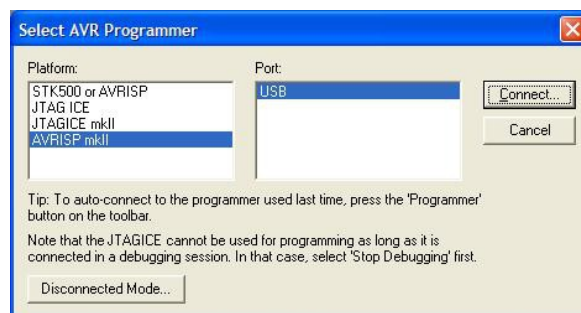 Select AVR Programmer
Platform:
Port:
STK500 or AVRISP
JTAG ICE
JTAGICE mkII
AVRISP mkII
USB
Connect...
Cancel
Tip: To auto-connect to the programmer used last time, press the 'Programmer'
button on the toolbar.
Note that the JTAGICE cannot be used for programming as long as it is
connected in a debugging session. In that case, select 'Stop Debugging' first.
Disconnected Mode...